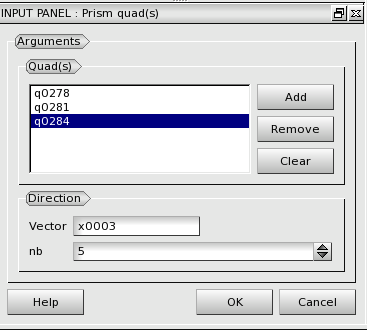 INPUT PANEL : Prism quad(s)
Arguments
Quad(s)
q0278
q0281
q0284
Add
Remove
Clear
Direction
Vector x0003
nb 5
Help OK Cancel